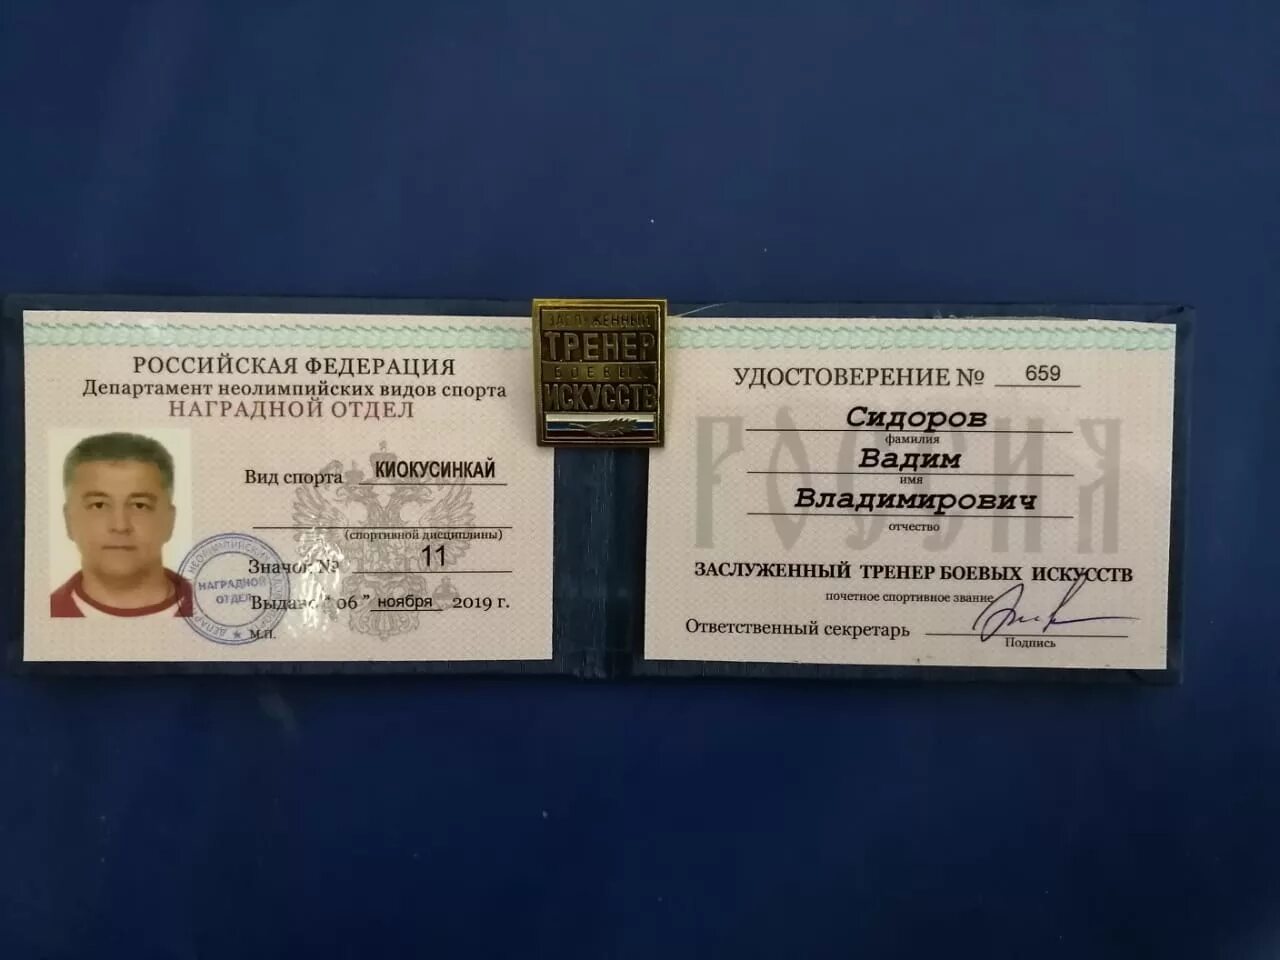 РОССИЙСКАЯ ФЕДЕРАЦИЯ
Департамент неолимпийских видов спорта
НАГРАДНОЙ ОТДЕЛ
Вид спорта КИОКУСИНКАЙ
(спортивной дисциплины)
Значок № 11
Выдано " 06 " ноября 2019 г.
М.П.
НАГРАДНОЙ
ОТДЕЛ
ЗАСЛУЖЕННЫЙ
ТРЕНЕР
БОЕВЫХ
ИСКУССТВ
УДОСТОВЕРЕНИЕ № 659
РОССИЯ
Сидоров
фамилия
Вадим
имя
Владимирович
отчество
ЗАСЛУЖЕННЫЙ ТРЕНЕР БОЕВЫХ ИСКУССТВ
почетное спортивное звание
Ответственный секретарь
Подпись